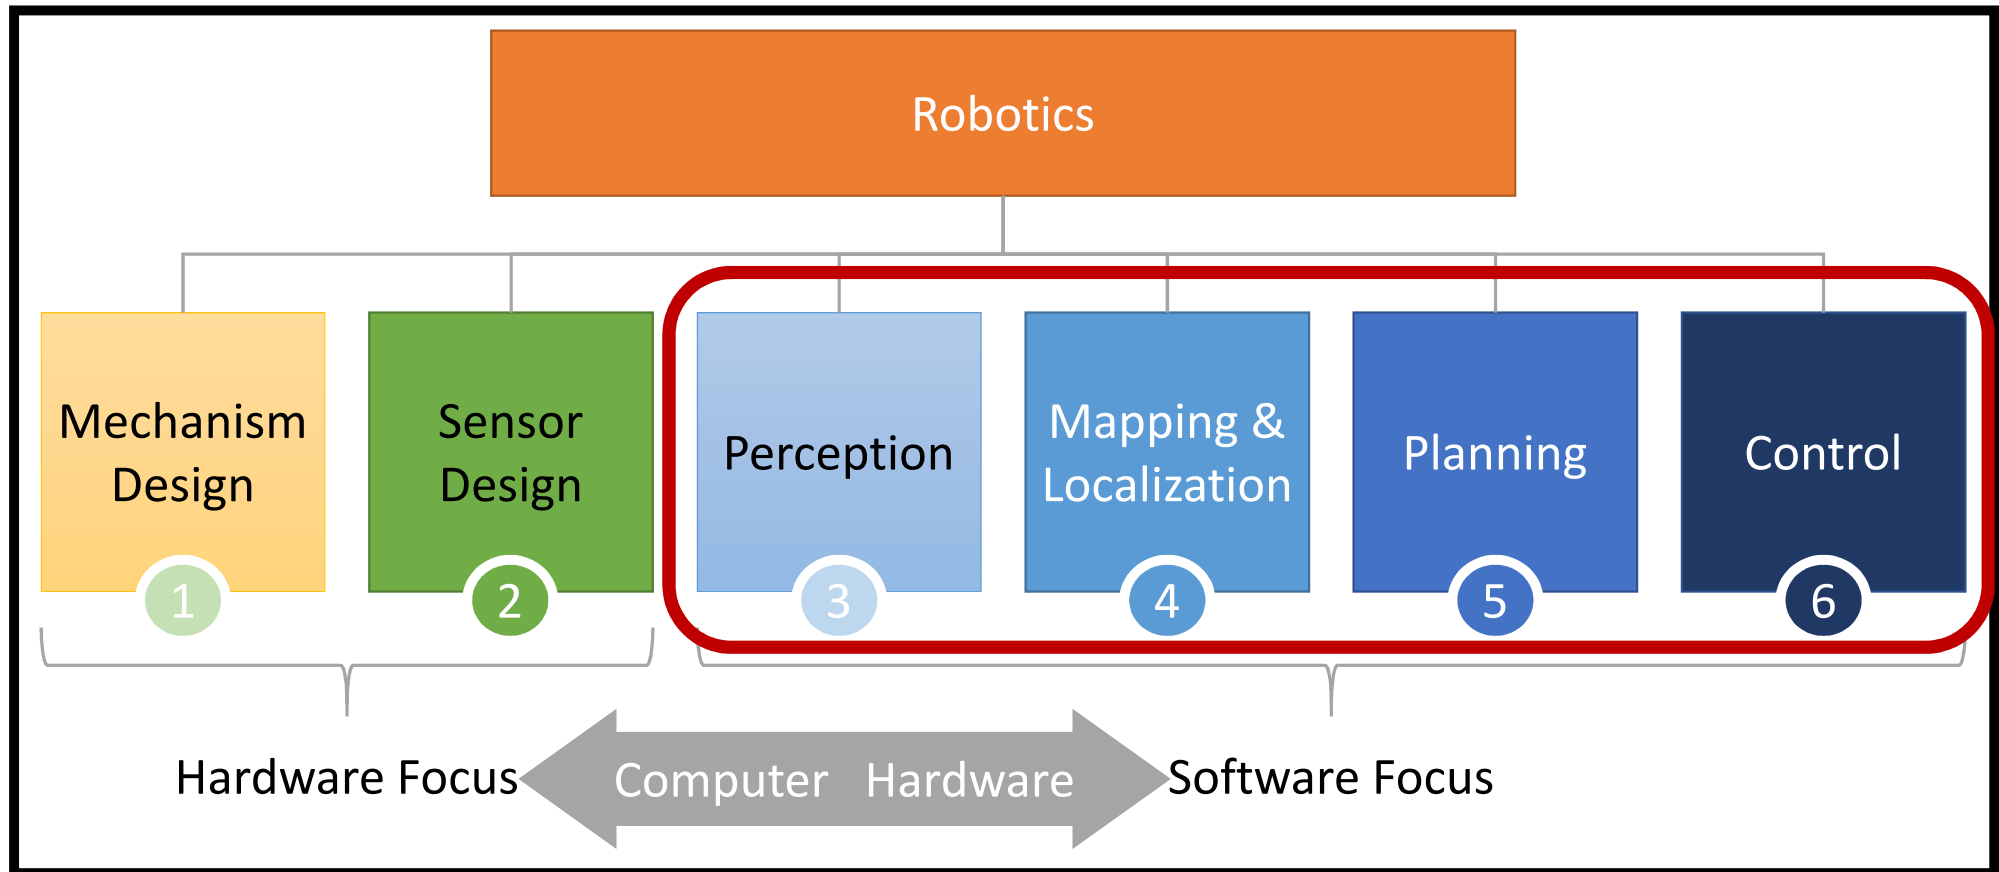 Robotics
Mechanism
Design
1
Sensor
Design
2
Perception
3
Mapping &
Localization
4
Planning
5
Control
6
Hardware Focus
Computer Hardware
Software Focus